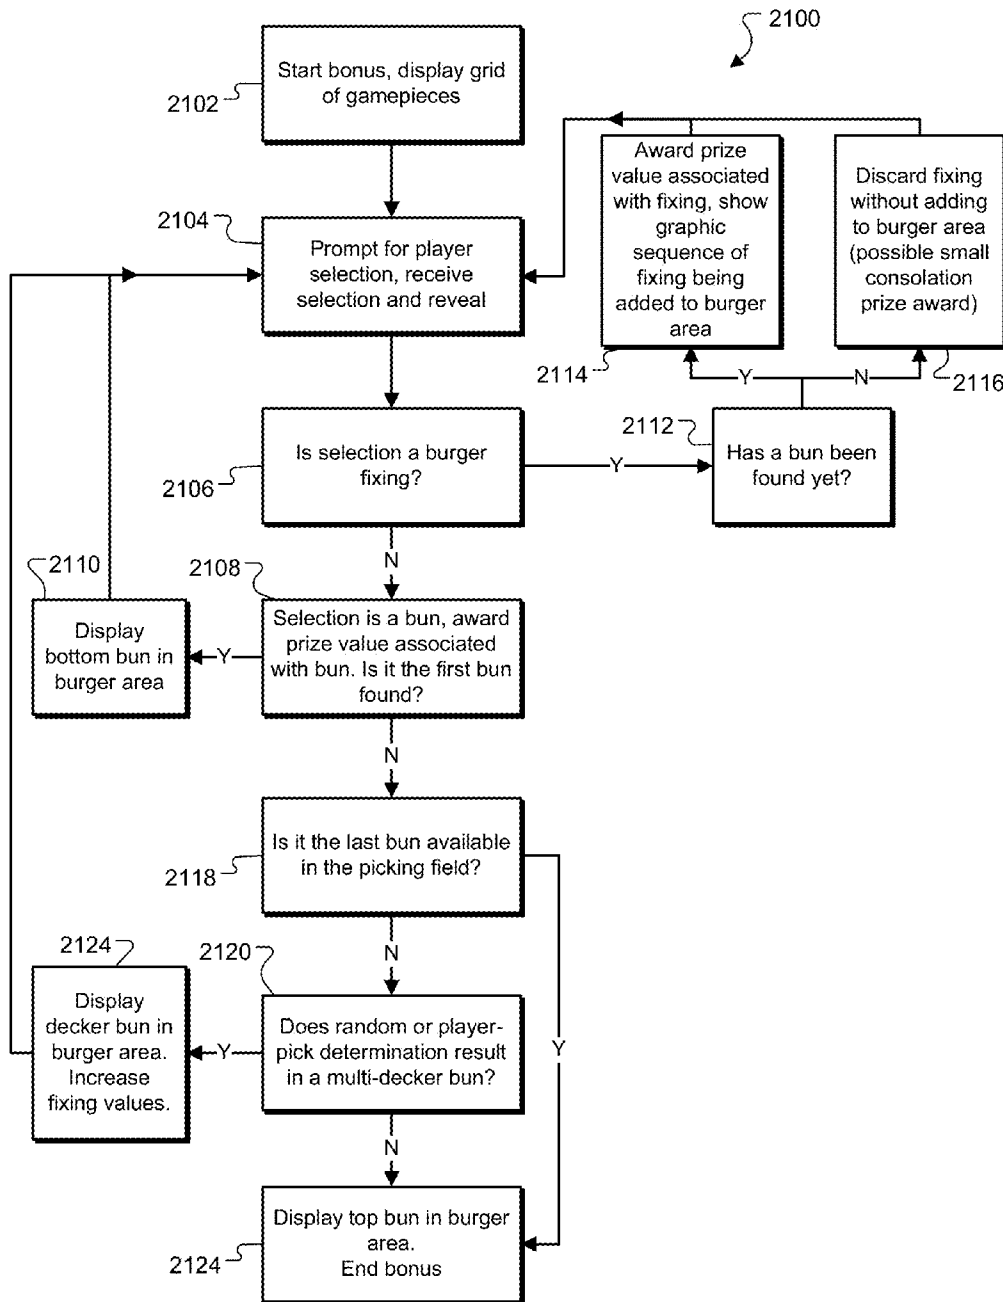 2100
Start bonus, display grid
of gamepieces
2102
Award prize
value associated
with fixing, show
graphic
sequence of
fixing being
added to burger
area
2114
Discard fixing
without adding
to burger area
(possible small
consolation
prize award)
2116
2104
Prompt for player
selection, receive
selection and reveal
Y
N
2112
Has a bun been
found yet?
Is selection a burger
fixing?
2106
Y
N
2110
Display
bottom bun in
burger area
2108
Selection is a bun, award
prize value associated
with bun. Is it the first bun
found?
Y
N
Is it the last bun available
in the picking field?
2118
N
Y
2124
Display
decker bun in
burger area.
Increase
fixing values.
2120
Does random or player-
pick determination result
in a multi-decker bun?
Y
N
Display top bun in burger
area.
End bonus
2124